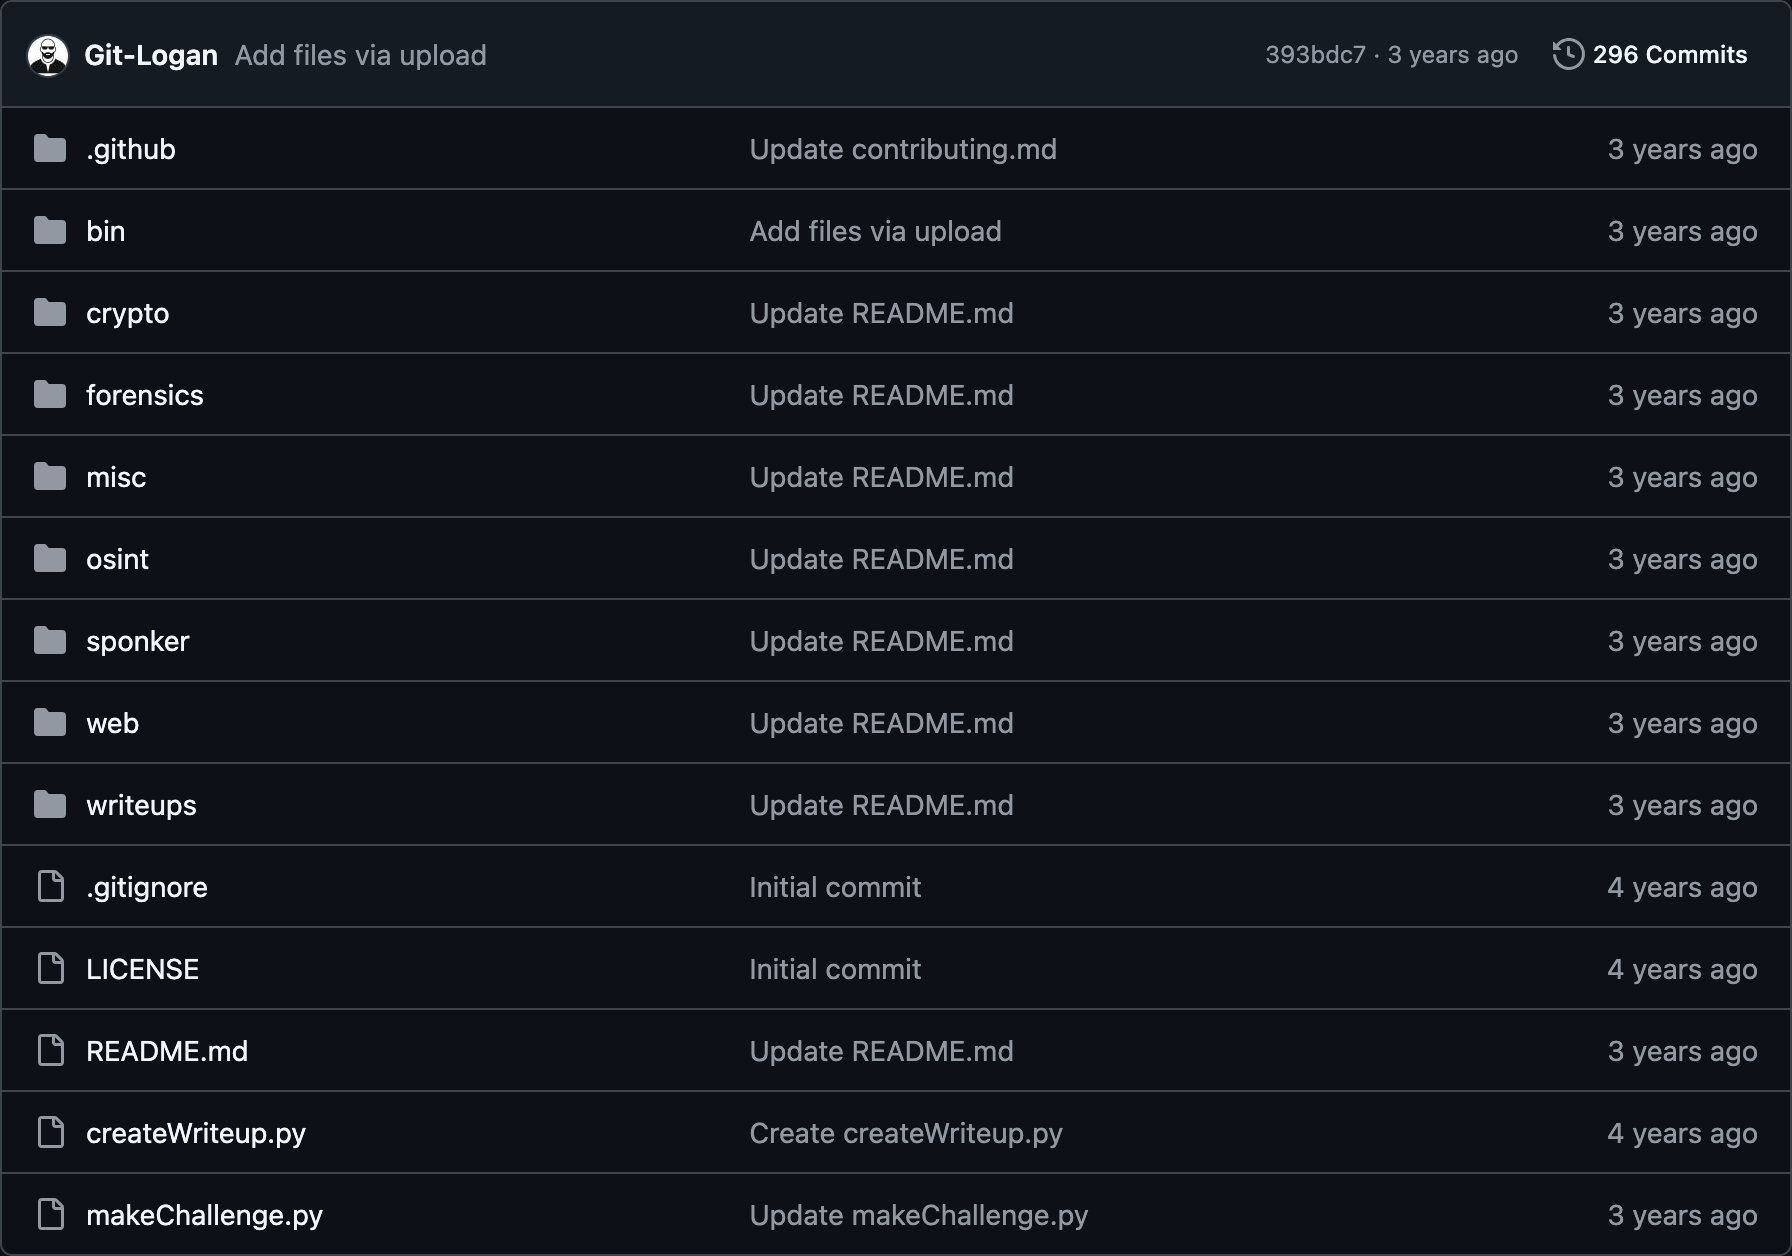 Git-Logan Add files via upload 393bdc7 · 3 years ago 296 Commits
.github Update contributing.md 3 years ago
bin Add files via upload 3 years ago
crypto Update README.md 3 years ago
forensics Update README.md 3 years ago
misc Update README.md 3 years ago
osint Update README.md 3 years ago
sponker Update README.md 3 years ago
web Update README.md 3 years ago
writeups Update README.md 3 years ago
.gitignore Initial commit 4 years ago
LICENSE Initial commit 4 years ago
README.md Update README.md 3 years ago
createWriteup.py Create createWriteup.py 4 years ago
makeChallenge.py Update makeChallenge.py 3 years ago